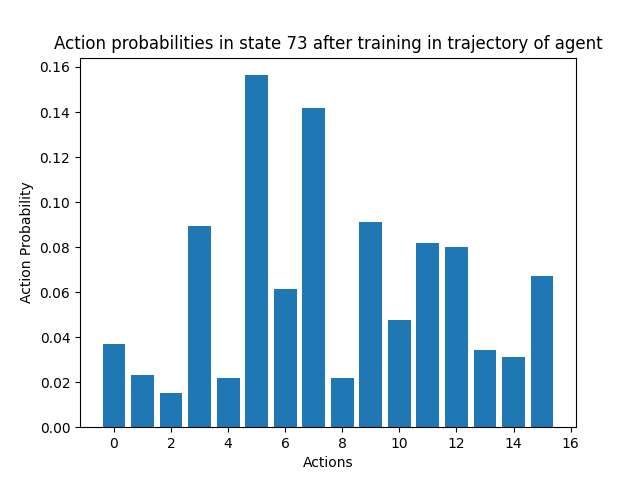 Action probabilities in state 73 after training in trajectory of agent
0.16
0.14
0.12
0.10
0.08
0.06
0.04
0.02
0.00
Action Probability
0 2 4 6 8 10 12 14 16
Actions